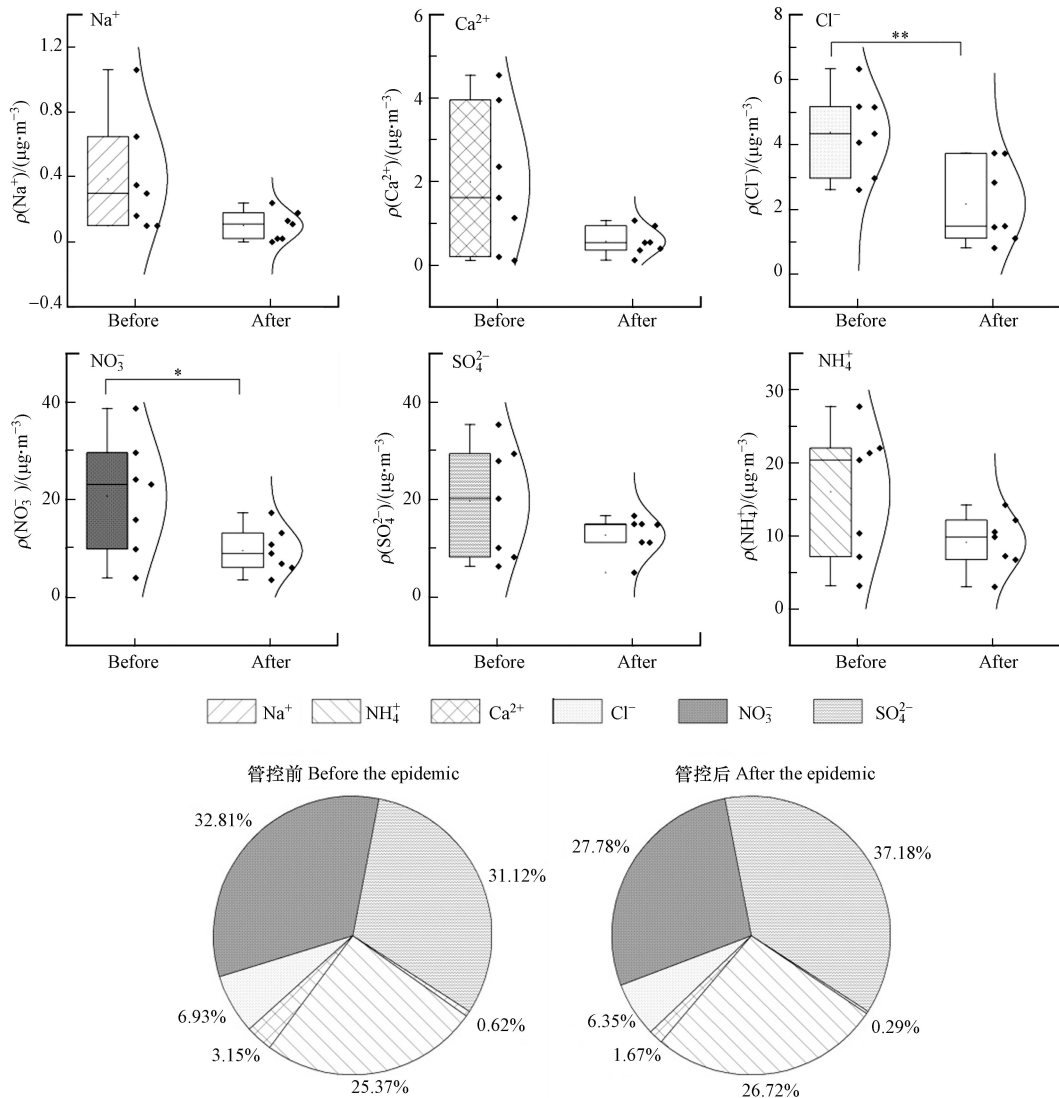 Na⁺
ρ(Na⁺)/(μg·m⁻³)
1.2
0.8
0.4
0
−0.4
Before After
Ca²⁺
ρ(Ca²⁺)/(μg·m⁻³)
6
4
2
0
Before After
Cl⁻
**
ρ(Cl⁻)/(μg·m⁻³)
8
6
4
2
0
Before After
NO₃⁻
*
ρ(NO₃⁻)/(μg·m⁻³)
40
20
0
Before After
SO₄²⁻
ρ(SO₄²⁻)/(μg·m⁻³)
40
20
0
Before After
NH₄⁺
ρ(NH₄⁺)/(μg·m⁻³)
30
20
10
0
Before After
Na⁺ NH₄⁺ Ca²⁺ Cl⁻ NO₃⁻ SO₄²⁻
管控前 Before the epidemic
32.81%
31.12%
6.93%
0.62%
3.15%
25.37%
管控后 After the epidemic
27.78%
37.18%
6.35%
0.29%
1.67%
26.72%